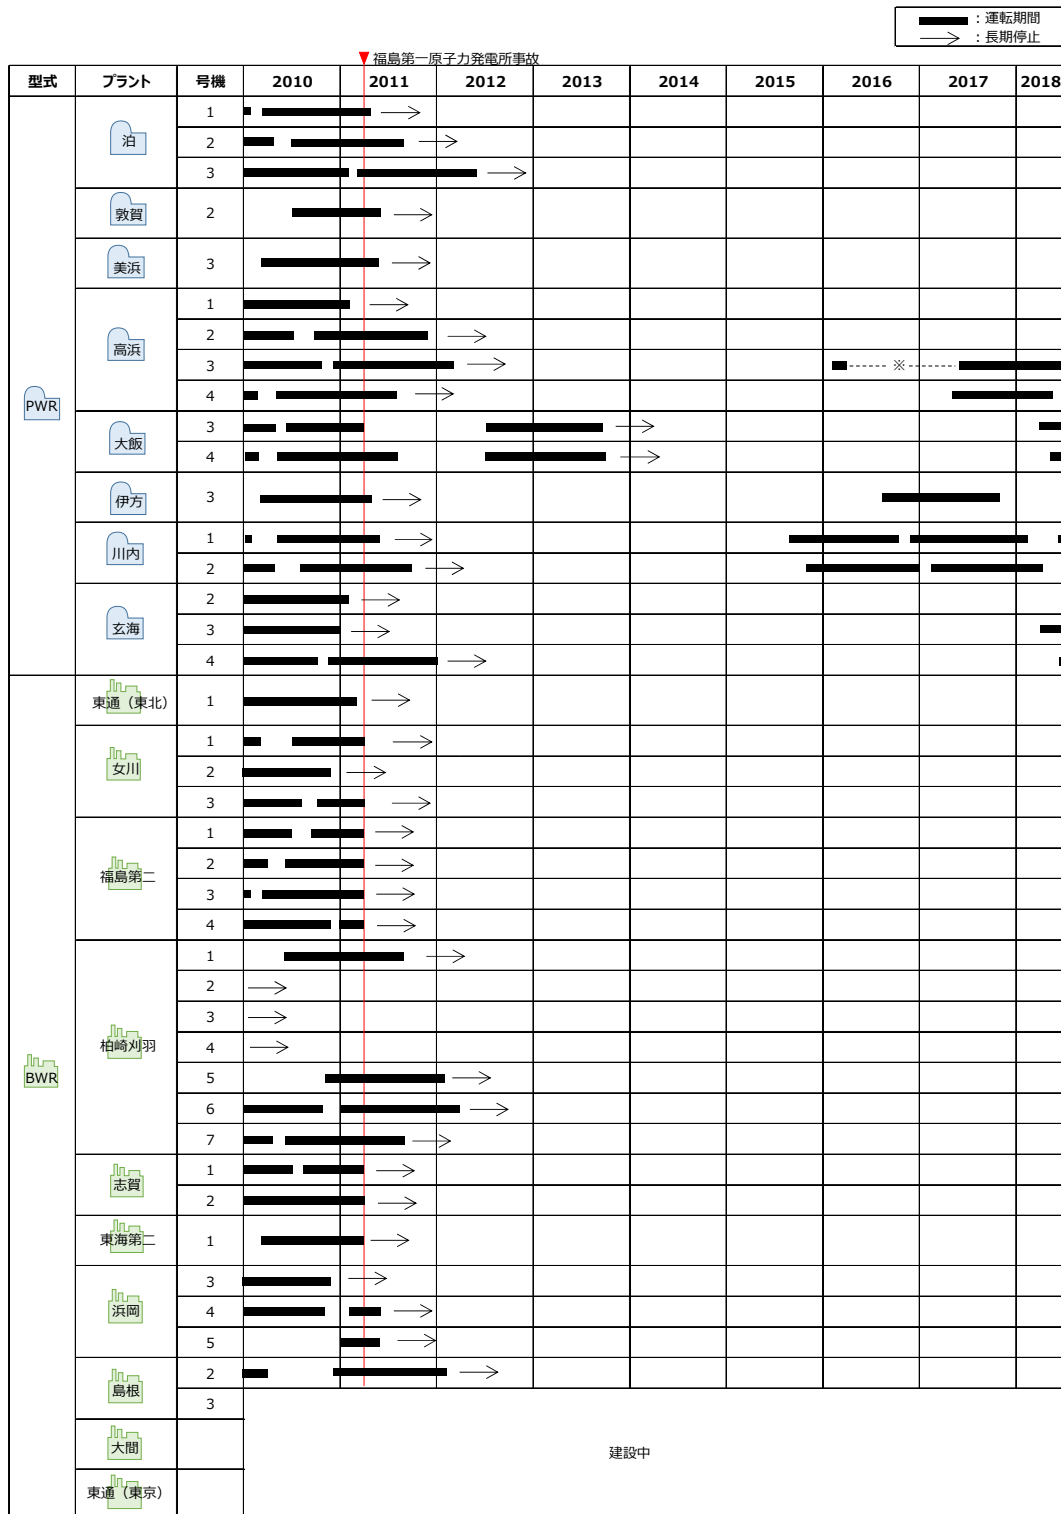 ：運転期間
：長期停止
福島第一原子力発電所事故
型式 プラント 号機 2010 2011 2012 2013 2014 2015 2016 2017 2018
PWR
泊
1
2
3
敦賀
2
美浜
3
高浜
1
2
3
※
4
大飯
3
4
伊方
3
川内
1
2
玄海
2
3
4
BWR
東通（東北）
1
女川
1
2
3
福島第二
1
2
3
4
柏崎刈羽
1
2
3
4
5
6
7
志賀
1
2
東海第二
1
浜岡
3
4
5
島根
2
3
大間
建設中
東通（東京）